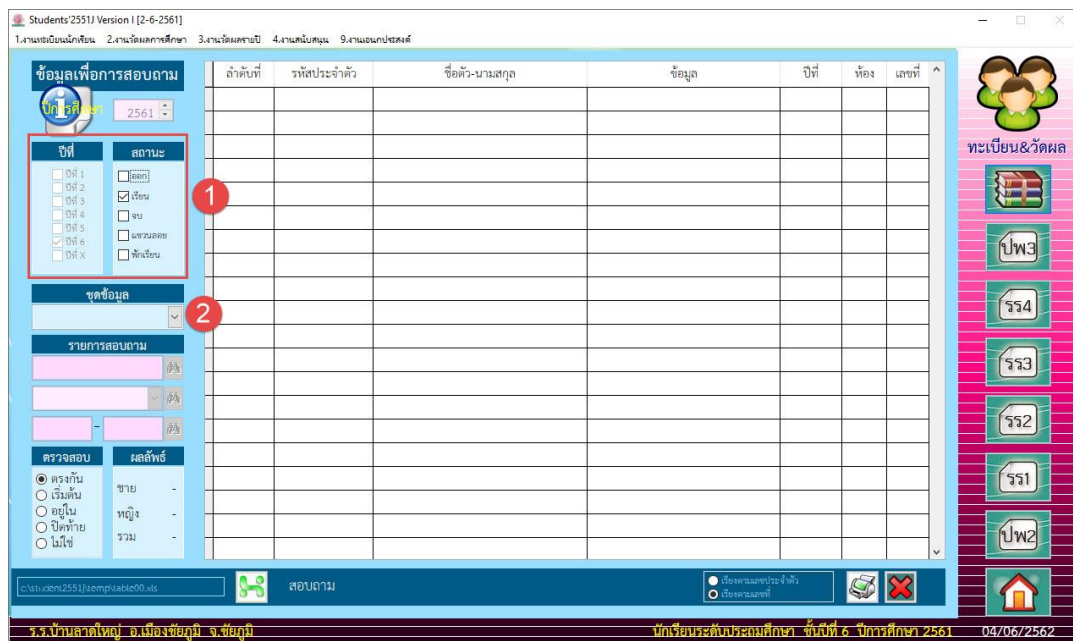 Students'2551J Version I [2-6-2561]
1.งานทะเบียนนักเรียน 2.งานวัดผลการศึกษา 3.งานวัดผลรายปี 4.งานสนับสนุน 9.งานเอนกประสงค์
ข้อมูลเพื่อการสอบถาม
ปีการศึกษา 2561
ปีที่ สถานะ
ปีที่ 1 ออก
ปีที่ 2
ปีที่ 3 เรียน
ปีที่ 4 จบ
ปีที่ 5 แขวนลอย
ปีที่ 6
ปีที่ X พักเรียน
1
ชุดข้อมูล
2
รายการสอบถาม
-
ตรวจสอบ ผลลัพธ์
ตรงกัน
เริ่มต้น
อยู่ใน
ปิดท้าย
ไม่ใช่
ชาย -
หญิง -
รวม -
ลำดับที่ รหัสประจำตัว ชื่อตัว-นามสกุล ข้อมูล ปีที่ ห้อง เลขที่
ทะเบียน&วัดผล
ปพ3
รร4
รร3
รร2
รร1
ปพ2
c:\student2551J\temp\table00.xls
สอบถาม
เรียงตามเลขประจำตัว
เรียงตามเลขที่
ร.ร.บ้านลาดใหญ่ อ.เมืองชัยภูมิ จ.ชัยภูมิ นักเรียนระดับประถมศึกษา ชั้นปีที่ 6 ปีการศึกษา 2561 04/06/2562